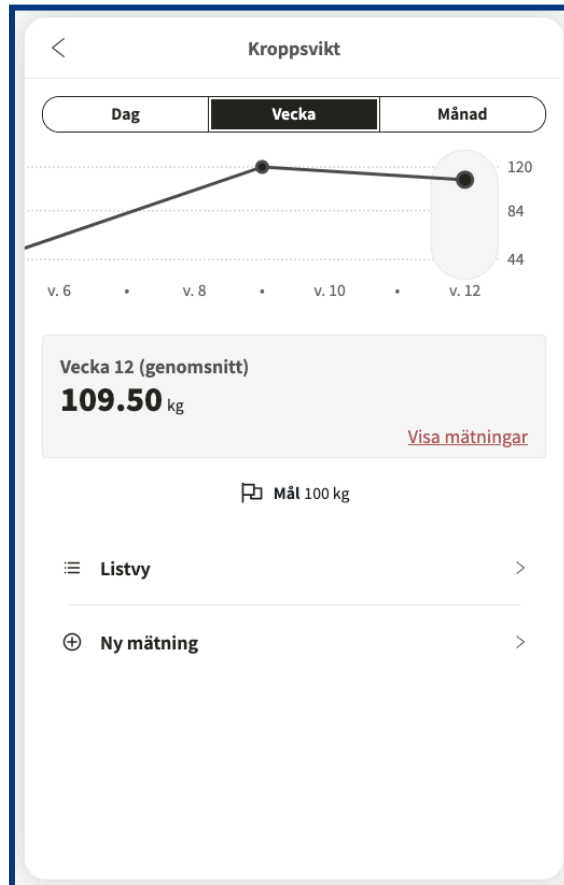 Kroppsvikt
Dag Vecka Månad
120
84
44
v. 6 • v. 8 • v. 10 • v. 12
Vecka 12 (genomsnitt)
109.50 kg
Visa mätningar
Mål 100 kg
Listvy
Ny mätning